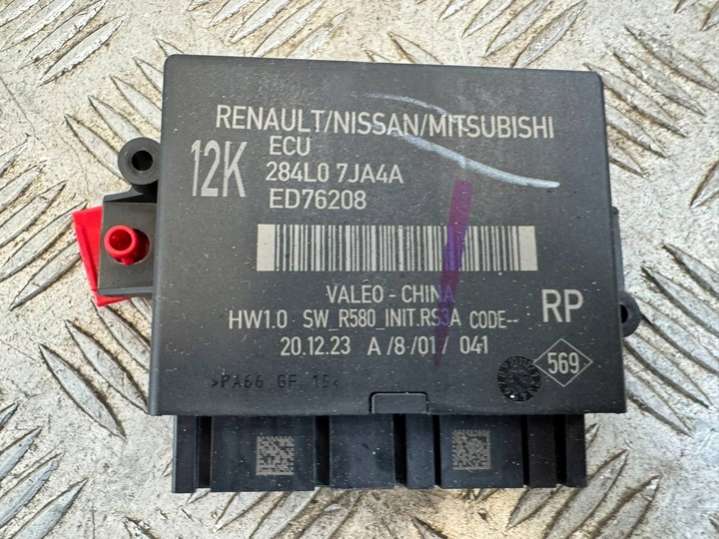 RENAULT/NISSAN/MITSUBISHI
12K
ECU
284L0 7JA4A
ED76208
VALEO - CHINA
RP
HW1.0 SW_R580_INIT.RS3A CODE--
20.12.23 A/8/01/ 041
569
>PA66 GF 15<